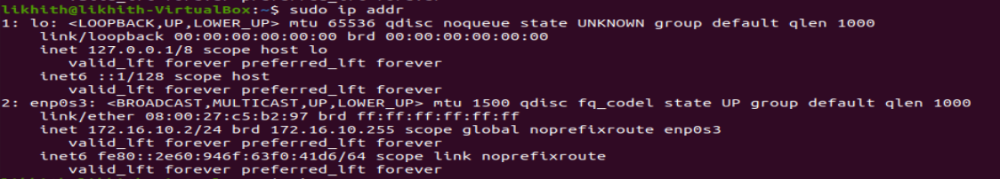 likhith@likhith-VirtualBox:~$ sudo ip addr
1: lo: <LOOPBACK,UP,LOWER_UP> mtu 65536 qdisc noqueue state UNKNOWN group default qlen 1000
    link/loopback 00:00:00:00:00:00 brd 00:00:00:00:00:00
    inet 127.0.0.1/8 scope host lo
       valid_lft forever preferred_lft forever
    inet6 ::1/128 scope host
       valid_lft forever preferred_lft forever
2: enp0s3: <BROADCAST,MULTICAST,UP,LOWER_UP> mtu 1500 qdisc fq_codel state UP group default qlen 1000
    link/ether 08:00:27:c5:b2:97 brd ff:ff:ff:ff:ff:ff
    inet 172.16.10.2/24 brd 172.16.10.255 scope global noprefixroute enp0s3
       valid_lft forever preferred_lft forever
    inet6 fe80::2e60:946f:63f0:41d6/64 scope link noprefixroute
       valid_lft forever preferred_lft forever